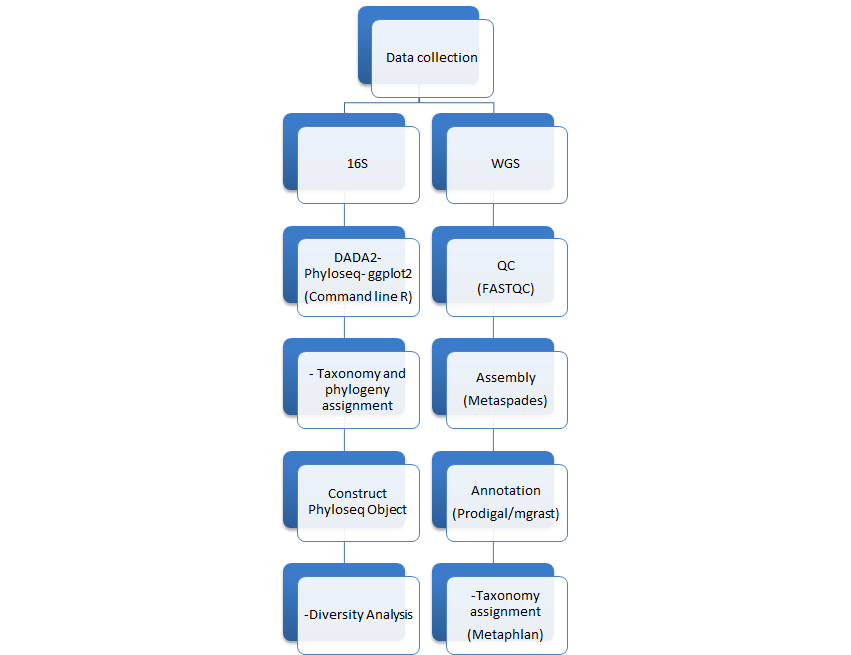 Data collection
16S
WGS
DADA2-
Phyloseq- ggplot2
(Command line R)
QC
(FASTQC)
- Taxonomy and
phylogeny
assignment
Assembly
(Metaspades)
Construct
Phyloseq Object
Annotation
(Prodigal/mgrast)
-Diversity Analysis
-Taxonomy
assignment
(Metaphlan)